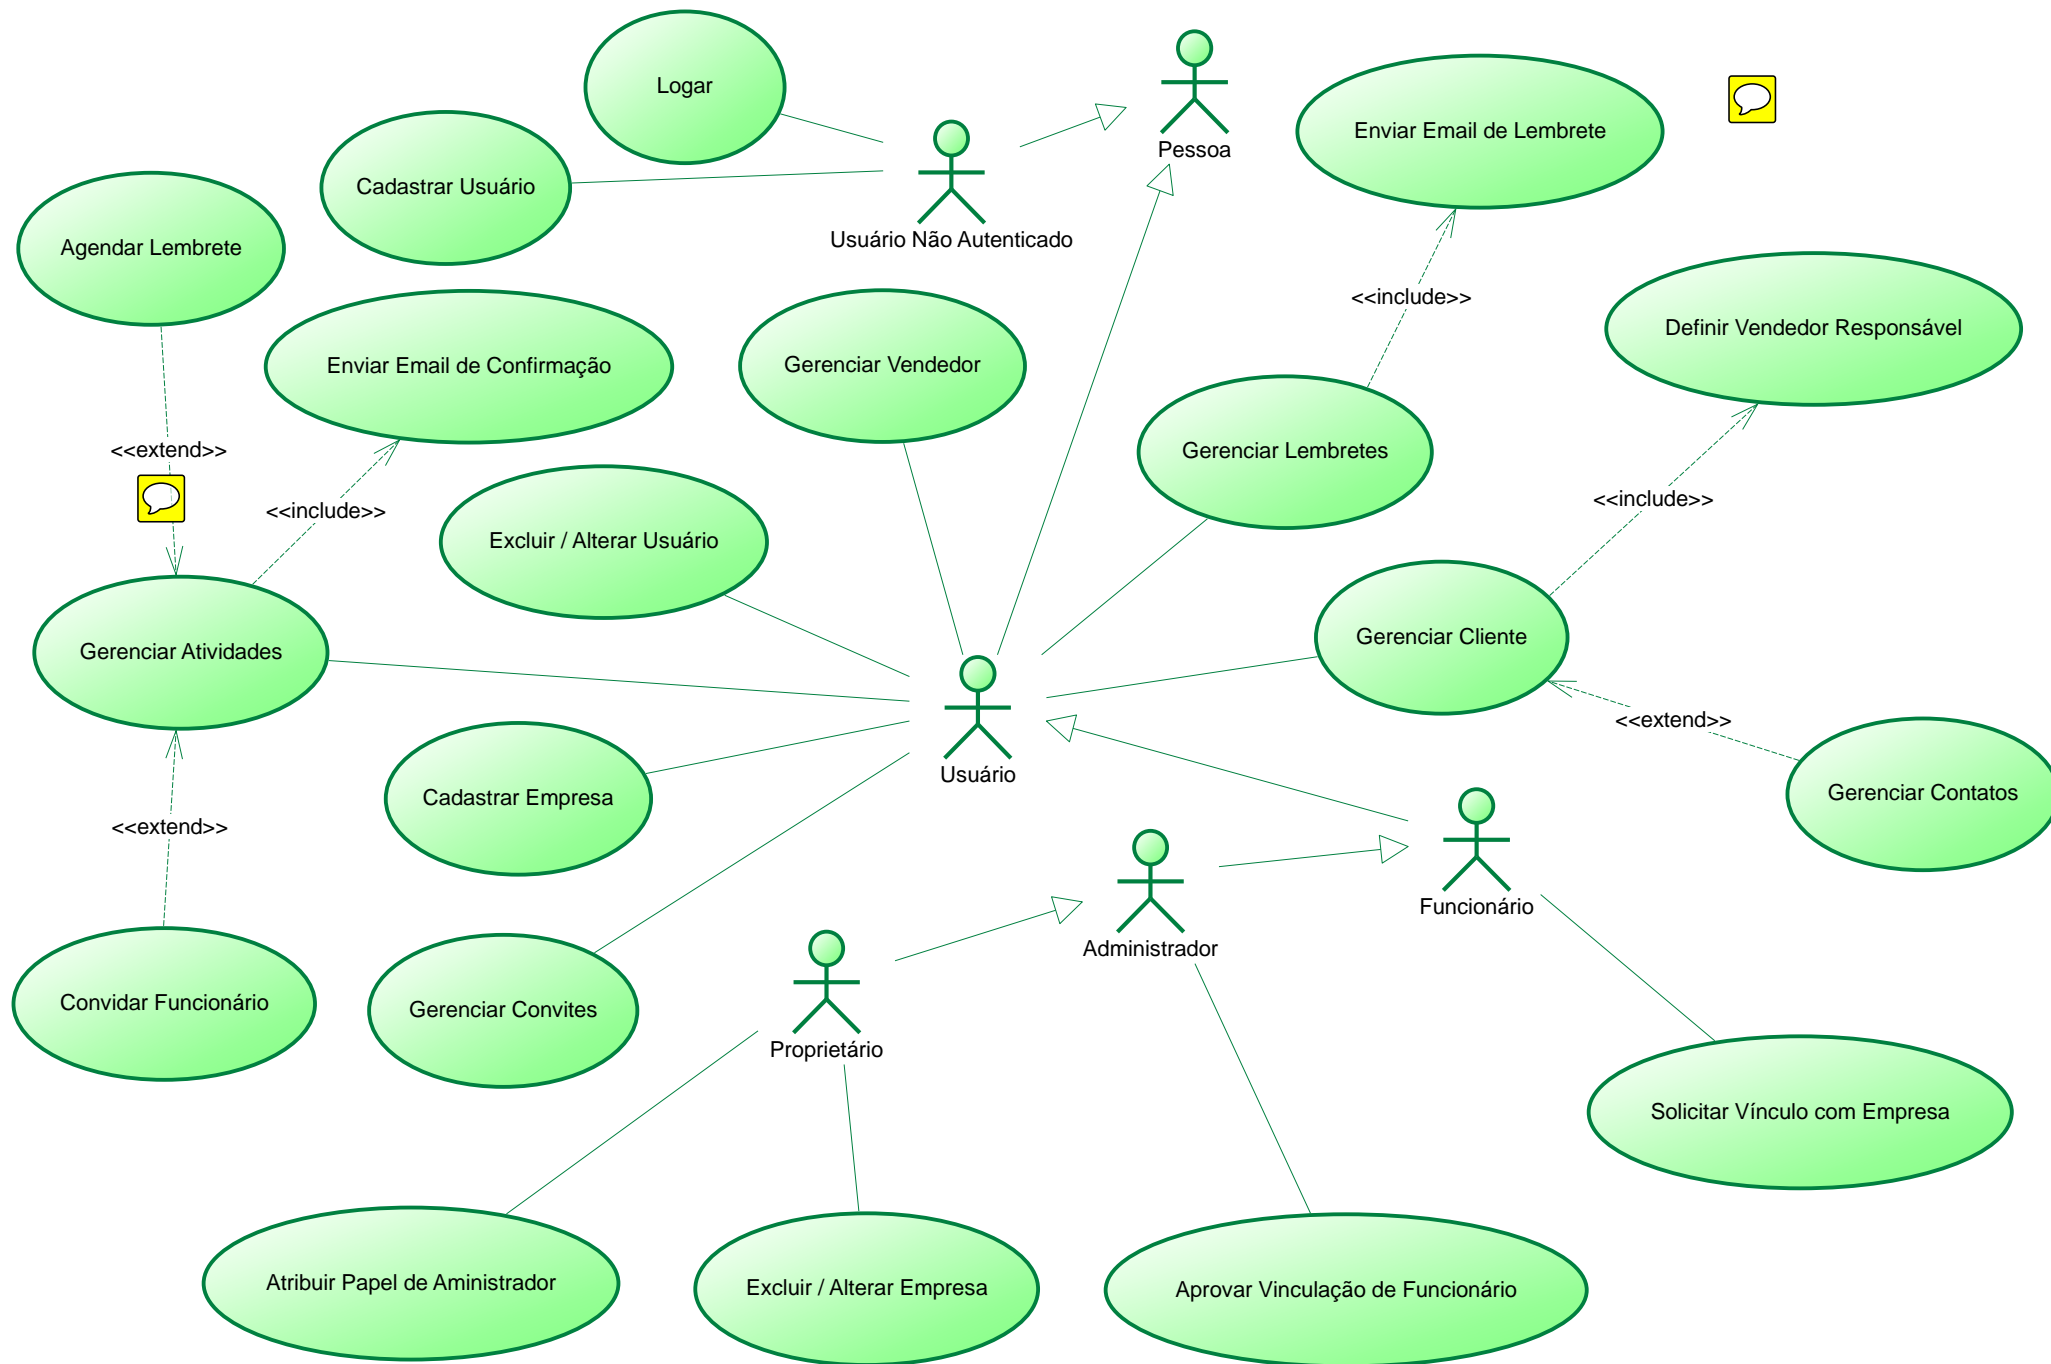 Logar
Pessoa
Enviar Email de Lembrete
Cadastrar Usuário
Usuário Não Autenticado
Agendar Lembrete
<<include>>
Definir Vendedor Responsável
Enviar Email de Confirmação
Gerenciar Vendedor
<<extend>>
Gerenciar Lembretes
<<include>>
<<include>>
Excluir / Alterar Usuário
Gerenciar Atividades
Gerenciar Cliente
<<extend>>
Usuário
Cadastrar Empresa
Gerenciar Contatos
<<extend>>
Funcionário
Administrador
Convidar Funcionário
Gerenciar Convites
Proprietário
Solicitar Vínculo com Empresa
Atribuir Papel de Aministrador
Excluir / Alterar Empresa
Aprovar Vinculação de Funcionário